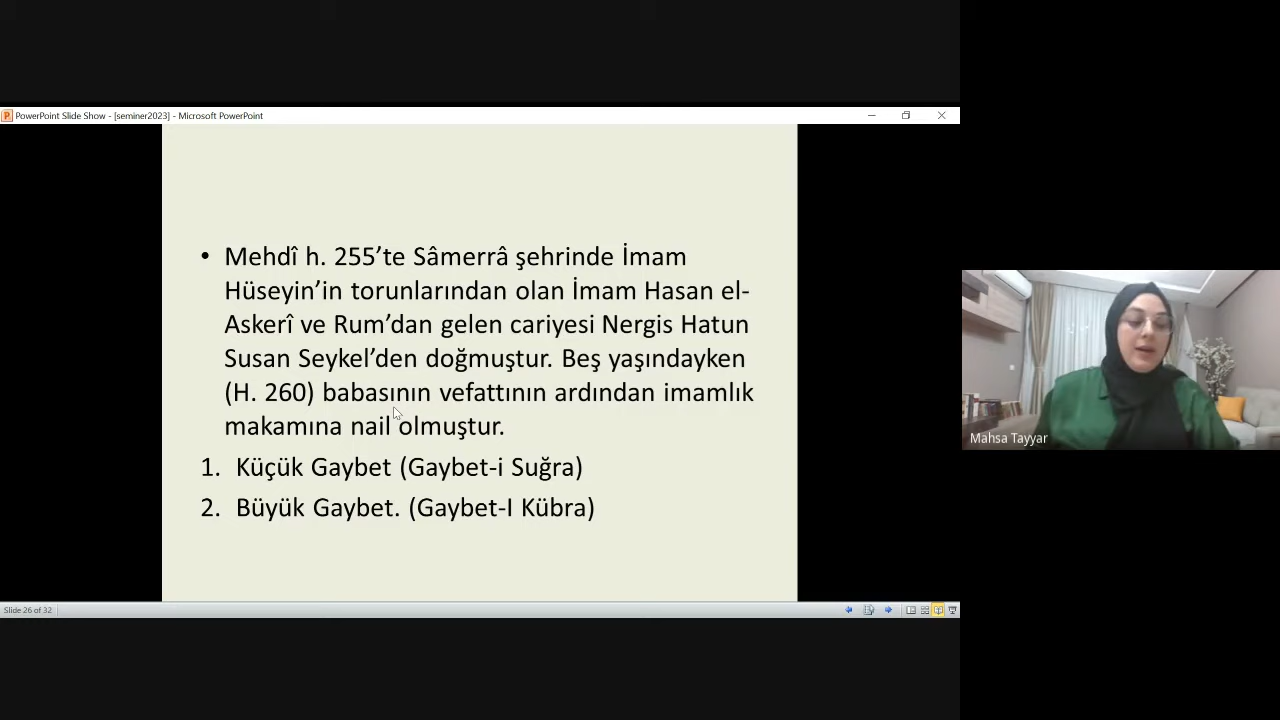 PowerPoint Slide Show - [seminer2023] - Microsoft PowerPoint
• Mehdî h. 255’te Sâmerrâ şehrinde İmam
Hüseyin’in torunlarından olan İmam Hasan el-
Askerî ve Rum’dan gelen cariyesi Nergis Hatun
Susan Seykel’den doğmuştur. Beş yaşındayken
(H. 260) babasının vefattının ardından imamlık
makamına nail olmuştur.
1. Küçük Gaybet (Gaybet-i Suğra)
2. Büyük Gaybet. (Gaybet-I Kübra)
Mahsa Tayyar
Slide 26 of 32